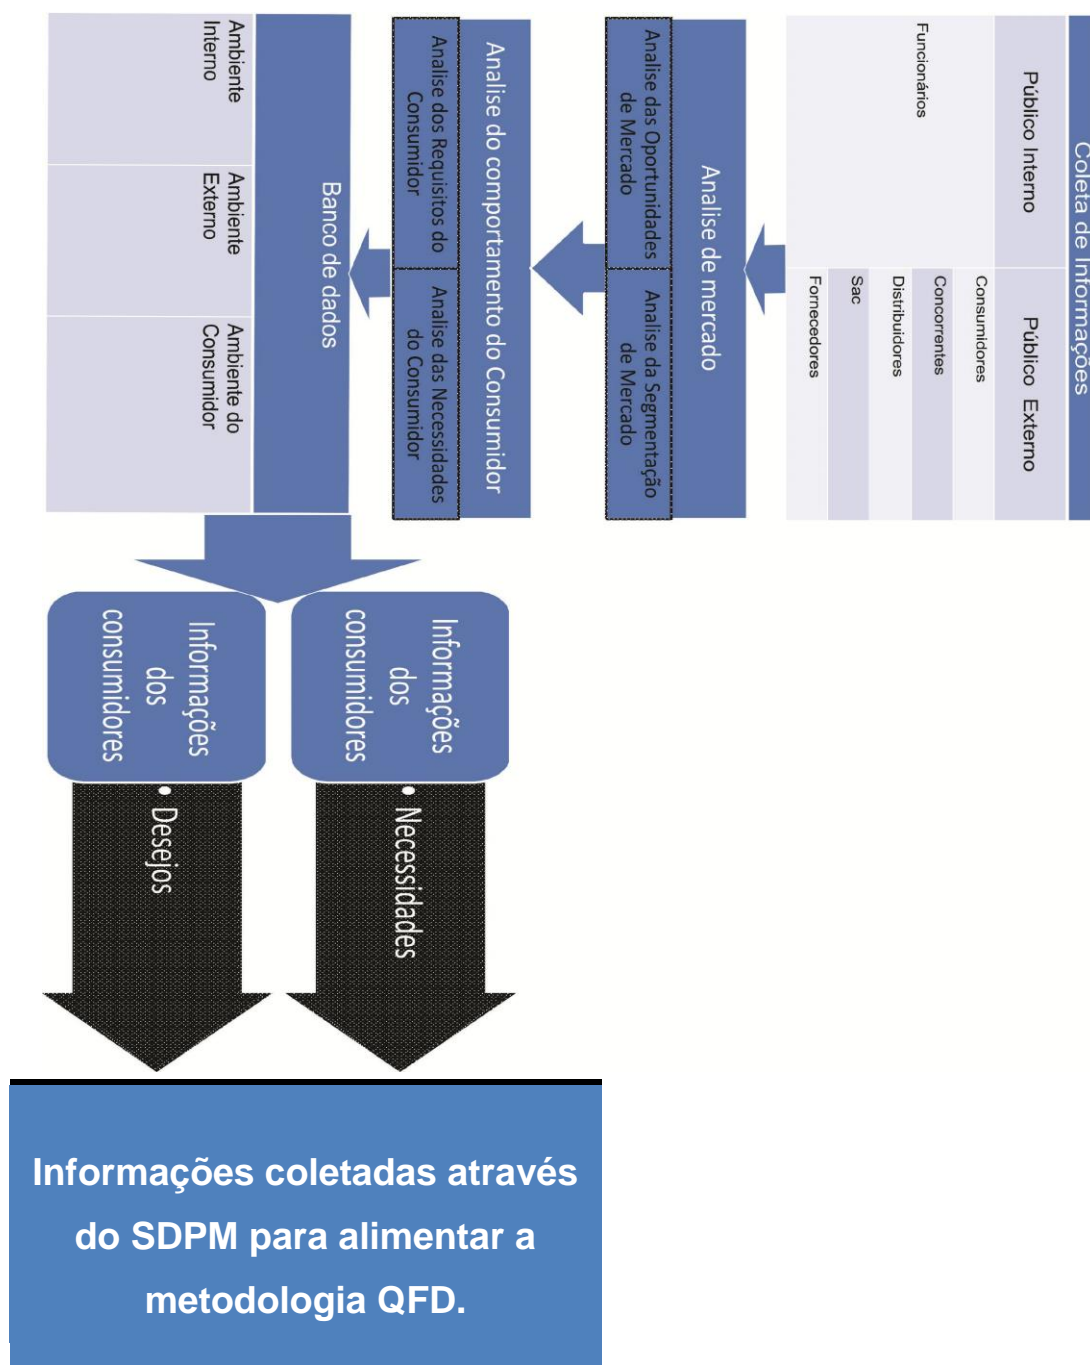 Coleta de Informações
Público Interno
Público Externo
Funcionários
Consumidores
Concorrentes
Distribuidores
Sac
Fornecedores
Analise de mercado
Analise das Oportunidades
de Mercado
Analise da Segmentação
de Mercado
Analise do comportamento do Consumidor
Analise dos Requisitos do
Consumidor
Analise das Necessidades
do Consumidor
Banco de dados
Ambiente
Interno
Ambiente
Externo
Ambiente do
Consumidor
Informações
dos
consumidores
• Necessidades
Informações
dos
consumidores
• Desejos
Informações coletadas através
do SDPM para alimentar a
metodologia QFD.